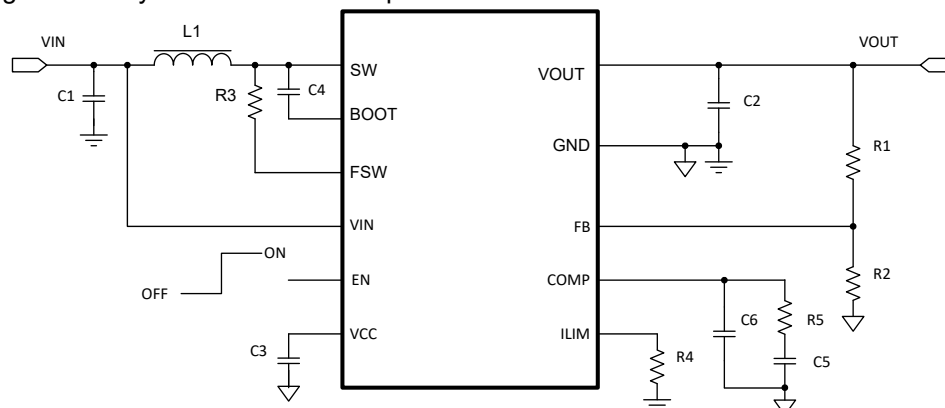 L1
VIN
VOUT
SW
C1
R3
C4
VOUT
BOOT
C2
GND
R1
FSW
VIN
FB
ON
EN
COMP
R2
OFF
C6
R5
VCC
ILIM
C3
R4
C5